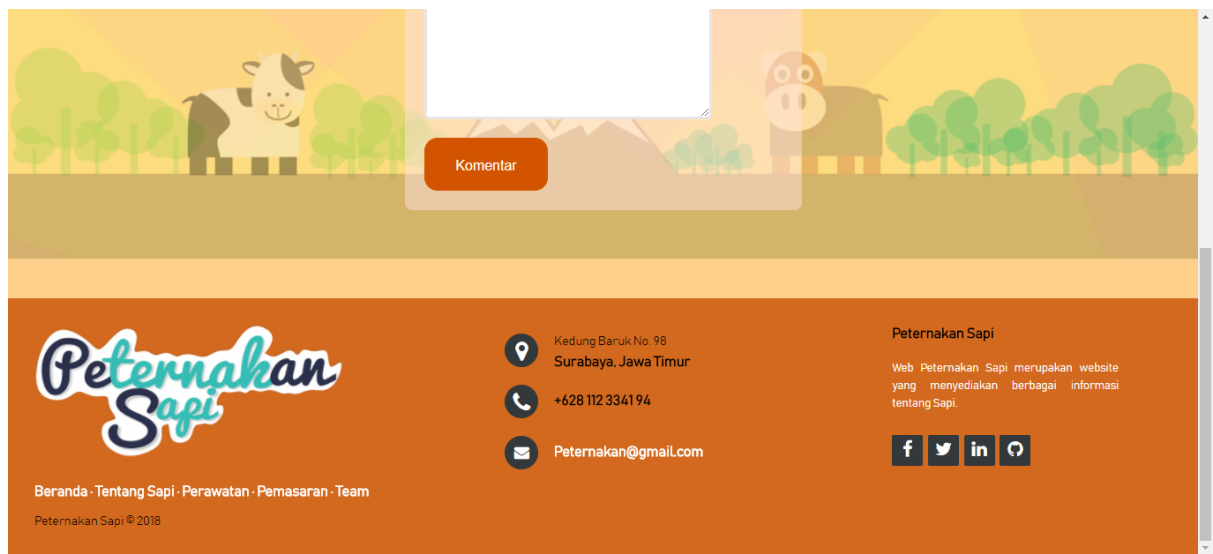 Komentar
Peternakan
Sapi
Beranda · Tentang Sapi · Perawatan · Pemasaran · Team
Peternakan Sapi © 2018
Kedung Baruk No. 98
Surabaya, Jawa Timur
+628 112 3341 94
Peternakan@gmail.com
Peternakan Sapi
Web Peternakan Sapi merupakan website
yang menyediakan berbagai informasi
tentang Sapi.